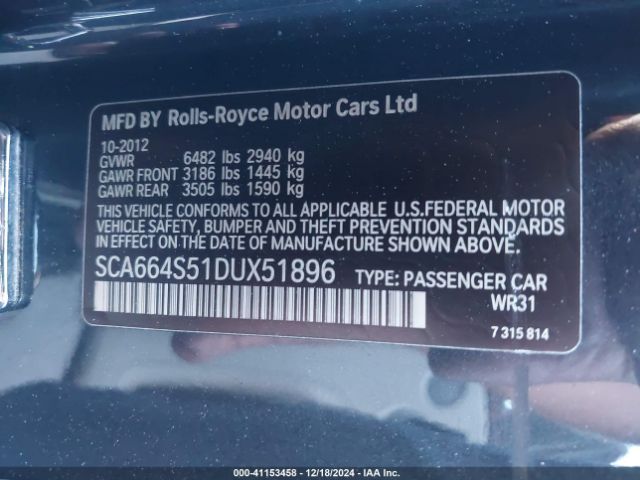 MFD BY Rolls-Royce Motor Cars Ltd
10-2012
GVWR 6482 lbs 2940 kg
GAWR FRONT 3186 lbs 1445 kg
GAWR REAR 3505 lbs 1590 kg
THIS VEHICLE CONFORMS TO ALL APPLICABLE U.S.FEDERAL MOTOR
VEHICLE SAFETY, BUMPER AND THEFT PREVENTION STANDARDS
IN EFFECT ON THE DATE OF MANUFACTURE SHOWN ABOVE.
SCA664S51DUX51896 TYPE: PASSENGER CAR
WR31
7 315 814
000-41153458 - 12/18/2024 - IAA Inc.